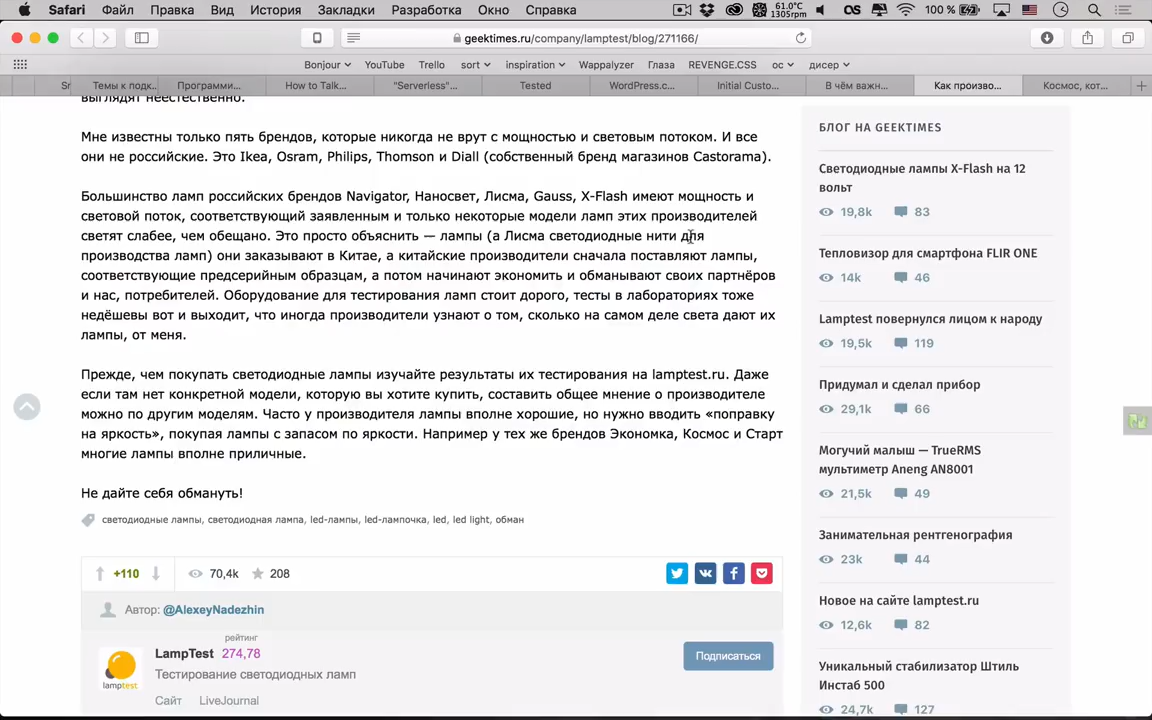 Safari Файл Правка Вид История Закладки Разработка Окно Справка 61.0°C 1305rpm 100 %
geektimes.ru/company/lamptest/blog/271166/
Bonjour YouTube Trello sort inspiration Wappalyzer Глаза REVENGE.CSS ос дисер
Sr Темы к подк... Программи... How to Talk... "Serverless"... Tested WordPress.c... Initial Custo... В чём важн... Как произво... Космос, кот...
выглядят неестественно.
Мне известны только пять брендов, которые никогда не врут с мощностью и световым потоком. И все
они не российские. Это Ikea, Osram, Philips, Thomson и Diall (собственный бренд магазинов Castorama).
Большинство ламп российских брендов Navigator, Наносвет, Лисма, Gauss, X-Flash имеют мощность и
световой поток, соответствующий заявленным и только некоторые модели ламп этих производителей
светят слабее, чем обещано. Это просто объяснить — лампы (а Лисма светодиодные нити для
производства ламп) они заказывают в Китае, а китайские производители сначала поставляют лампы,
соответствующие предсерийным образцам, а потом начинают экономить и обманывают своих партнёров
и нас, потребителей. Оборудование для тестирования ламп стоит дорого, тесты в лабораториях тоже
недёшевы вот и выходит, что иногда производители узнают о том, сколько на самом деле света дают их
лампы, от меня.
Прежде, чем покупать светодиодные лампы изучайте результаты их тестирования на lamptest.ru. Даже
если там нет конкретной модели, которую вы хотите купить, составить общее мнение о производителе
можно по другим моделям. Часто у производителя лампы вполне хорошие, но нужно вводить «поправку
на яркость», покупая лампы с запасом по яркости. Например у тех же брендов Экономка, Космос и Старт
многие лампы вполне приличные.
Не дайте себя обмануть!
светодиодные лампы, светодиодная лампа, led-лампы, led-лампочка, led, led light, обман
+110 70,4k 208
Автор: @AlexeyNadezhin
рейтинг
LampTest 274,78
Тестирование светодиодных ламп
Сайт LiveJournal
lamptest
Подписаться
БЛОГ НА GEEKTIMES
Светодиодные лампы X-Flash на 12
вольт
19,8k 83
Тепловизор для смартфона FLIR ONE
14k 46
Lamptest повернулся лицом к народу
19,5k 119
Придумал и сделал прибор
29,1k 66
Могучий малыш — TrueRMS
мультиметр Aneng AN8001
21,5k 49
Занимательная рентгенография
23k 44
Новое на сайте lamptest.ru
12,6k 82
Уникальный стабилизатор Штиль
Инстаб 500
24,7k 127